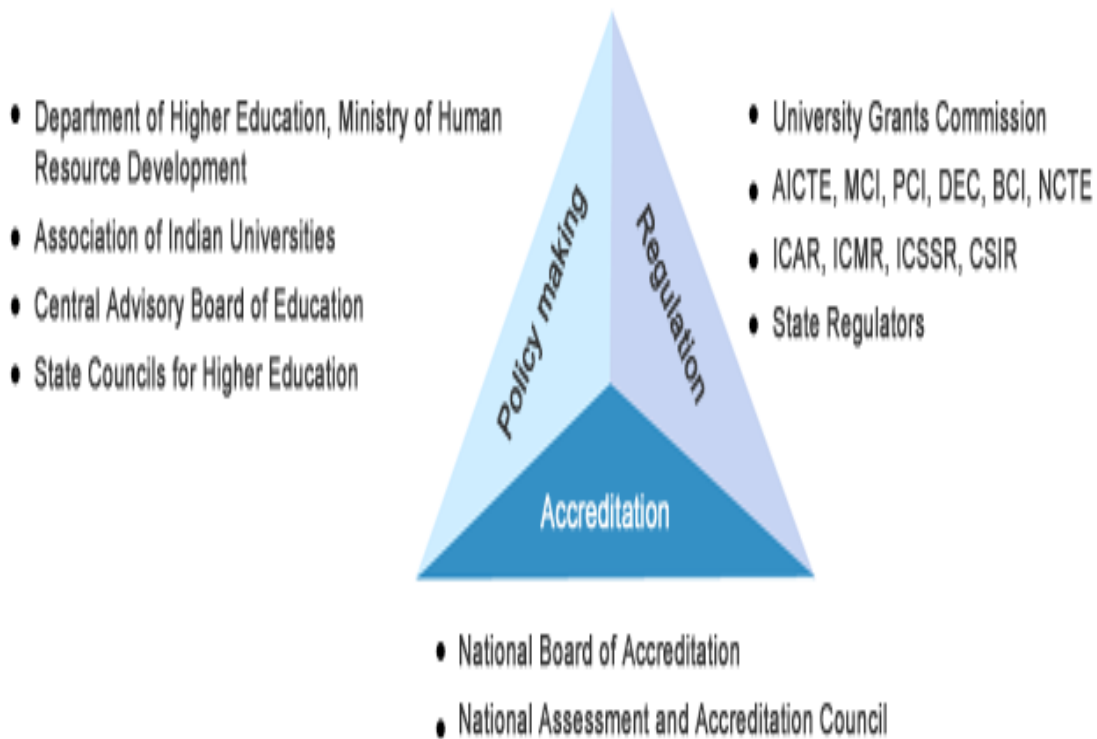 • Department of Higher Education, Ministry of Human
Resource Development
• Association of Indian Universities
• Central Advisory Board of Education
• State Councils for Higher Education
Policy making
Regulation
• University Grants Commission
• AICTE, MCI, PCI, DEC, BCI, NCTE
• ICAR, ICMR, ICSSR, CSIR
• State Regulators
Accreditation
• National Board of Accreditation
• National Assessment and Accreditation Council